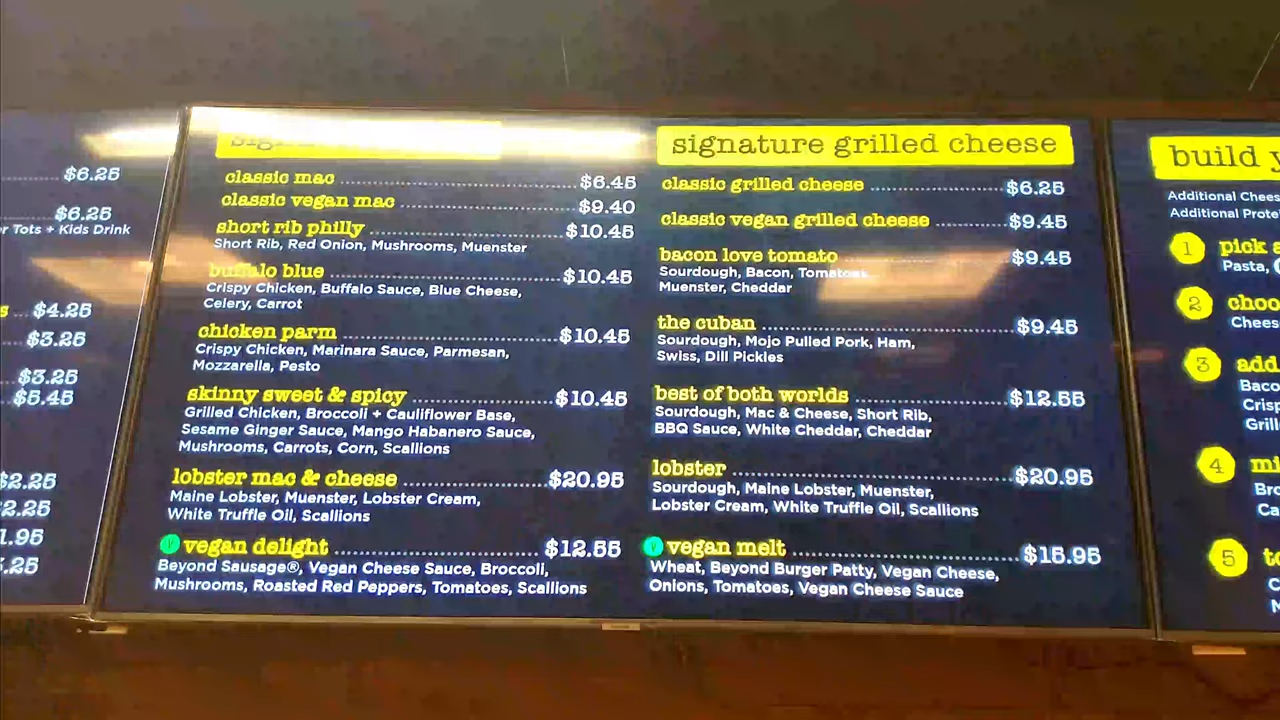 $6.25
$6.25
r Tots + Kids Drink
s $4.25
$3.25
$3.25
$5.45
$2.25
2.25
1.95
.25
classic mac $6.45
classic vegan mac $9.40
short rib philly $10.45
Short Rib, Red Onion, Mushrooms, Muenster
buffalo blue $10.45
Crispy Chicken, Buffalo Sauce, Blue Cheese,
Celery, Carrot
chicken parm $10.45
Crispy Chicken, Marinara Sauce, Parmesan,
Mozzarella, Pesto
skinny sweet & spicy $10.45
Grilled Chicken, Broccoli + Cauliflower Base,
Sesame Ginger Sauce, Mango Habanero Sauce,
Mushrooms, Carrots, Corn, Scallions
lobster mac & cheese $20.95
Maine Lobster, Muenster, Lobster Cream,
White Truffle Oil, Scallions
vegan delight $12.55
Beyond Sausage®, Vegan Cheese Sauce, Broccoli,
Mushrooms, Roasted Red Peppers, Tomatoes, Scallions
signature grilled cheese
classic grilled cheese $6.25
classic vegan grilled cheese $9.45
bacon love tomato $9.45
Sourdough, Bacon, Tomatoes,
Muenster, Cheddar
the cuban $9.45
Sourdough, Mojo Pulled Pork, Ham,
Swiss, Dill Pickles
best of both worlds $12.55
Sourdough, Mac & Cheese, Short Rib,
BBQ Sauce, White Cheddar, Cheddar
lobster $20.95
Sourdough, Maine Lobster, Muenster,
Lobster Cream, White Truffle Oil, Scallions
vegan melt $15.95
Wheat, Beyond Burger Patty, Vegan Cheese,
Onions, Tomatoes, Vegan Cheese Sauce
build y
Additional Chees
Additional Prote
1 pick a
Pasta,
2 choo
Chees
3 add
Baco
Crisp
Grille
4 mi
Bro
Ca
5 to